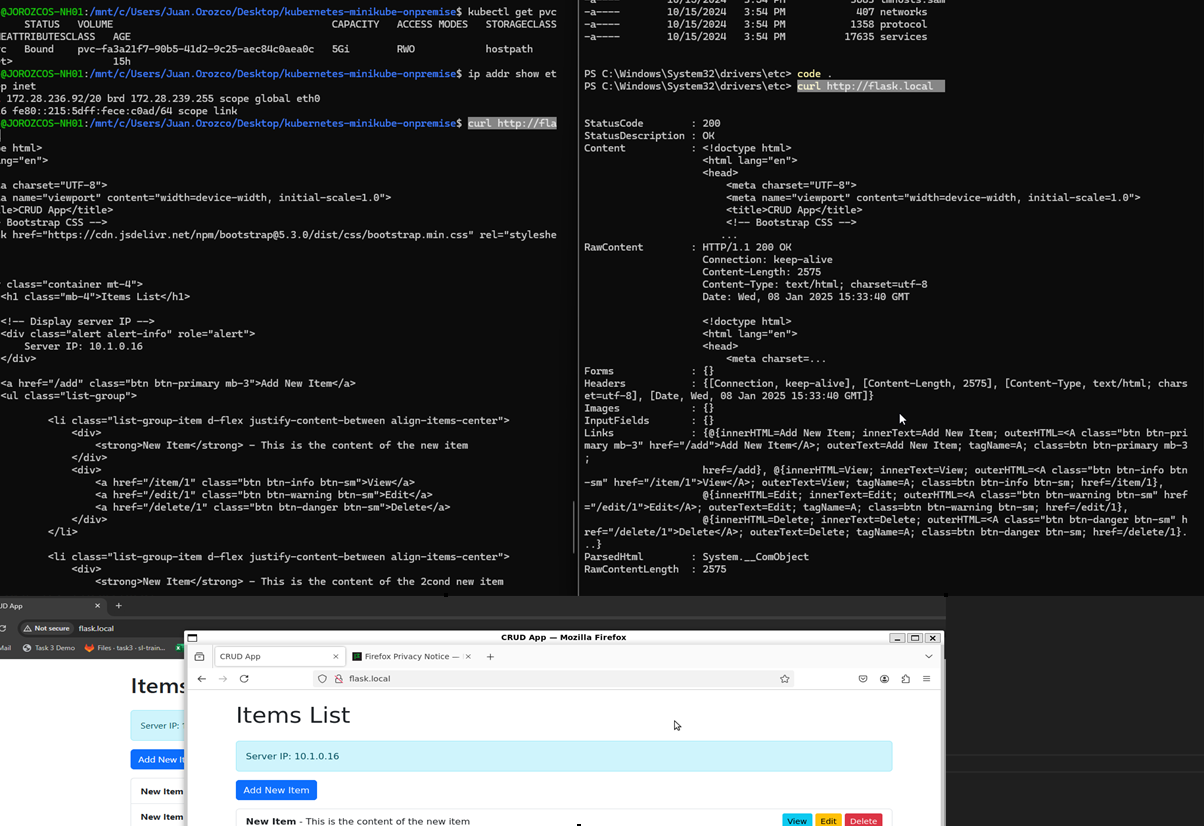 @JOROZCOS-NH01:/mnt/c/Users/Juan.Orozco/Desktop/kubernetes-minikube-onpremise$ kubectl get pvc
STATUS VOLUME CAPACITY ACCESS MODES STORAGECLASS
EATTRIBUTESCLASS AGE
c Bound pvc-fa3a21f7-90b5-41d2-9c25-aec84c0aea0c 5Gi RWO hostpath
t> 15h
@JOROZCOS-NH01:/mnt/c/Users/Juan.Orozco/Desktop/kubernetes-minikube-onpremise$ ip addr show et
p inet
172.28.236.92/20 brd 172.28.239.255 scope global eth0
6 fe80::215:5dff:fece:c0ad/64 scope link
@JOROZCOS-NH01:/mnt/c/Users/Juan.Orozco/Desktop/kubernetes-minikube-onpremise$ curl http://fla
e html>
ang="en">
a charset="UTF-8">
a name="viewport" content="width=device-width, initial-scale=1.0">
tle>CRUD App</title>
- Bootstrap CSS -->
k href="https://cdn.jsdelivr.net/npm/bootstrap@5.3.0/dist/css/bootstrap.min.css" rel="styleshe
class="container mt-4">
<h1 class="mb-4">Items List</h1>
<!-- Display server IP -->
<div class="alert alert-info" role="alert">
Server IP: 10.1.0.16
</div>
<a href="/add" class="btn btn-primary mb-3">Add New Item</a>
<ul class="list-group">
<li class="list-group-item d-flex justify-content-between align-items-center">
<div>
<strong>New Item</strong> - This is the content of the new item
</div>
<div>
<a href="/item/1" class="btn btn-info btn-sm">View</a>
<a href="/edit/1" class="btn btn-warning btn-sm">Edit</a>
<a href="/delete/1" class="btn btn-danger btn-sm">Delete</a>
</div>
</li>
<li class="list-group-item d-flex justify-content-between align-items-center">
<div>
<strong>New Item</strong> - This is the content of the 2cond new item
-a---- 10/15/2024 3:54 PM
-a---- 10/15/2024 3:54 PM 407 networks
-a---- 10/15/2024 3:54 PM 1358 protocol
-a---- 10/15/2024 3:54 PM 17635 services
PS C:\Windows\System32\drivers\etc> code .
PS C:\Windows\System32\drivers\etc> curl http://flask.local
StatusCode : 200
StatusDescription : OK
Content : <!doctype html>
<html lang="en">
<head>
<meta charset="UTF-8">
<meta name="viewport" content="width=device-width, initial-scale=1.0">
<title>CRUD App</title>
<!-- Bootstrap CSS -->
...
RawContent : HTTP/1.1 200 OK
Connection: keep-alive
Content-Length: 2575
Content-Type: text/html; charset=utf-8
Date: Wed, 08 Jan 2025 15:33:40 GMT
<!doctype html>
<html lang="en">
<head>
<meta charset=...
Forms : {}
Headers : {[Connection, keep-alive], [Content-Length, 2575], [Content-Type, text/html; chars
et=utf-8], [Date, Wed, 08 Jan 2025 15:33:40 GMT]}
Images : {}
InputFields : {}
Links : {@{innerHTML=Add New Item; innerText=Add New Item; outerHTML=<A class="btn btn-pri
mary mb-3" href="/add">Add New Item</A>; outerText=Add New Item; tagName=A; class=btn btn-primary mb-3
;
href=/add}, @{innerHTML=View; innerText=View; outerHTML=<A class="btn btn-info btn
-sm" href="/item/1">View</A>; outerText=View; tagName=A; class=btn btn-info btn-sm; href=/item/1},
@{innerHTML=Edit; innerText=Edit; outerHTML=<A class="btn btn-warning btn-sm" href
="/edit/1">Edit</A>; outerText=Edit; tagName=A; class=btn btn-warning btn-sm; href=/edit/1},
@{innerHTML=Delete; innerText=Delete; outerHTML=<A class="btn btn-danger btn-sm" h
ref="/delete/1">Delete</A>; outerText=Delete; tagName=A; class=btn btn-danger btn-sm; href=/delete/1}.
..}
ParsedHtml : System.__ComObject
RawContentLength : 2575
UD App
Not secure flask.local
Mail Task 3 Demo Files · task3 · sl-train...
Items
Server IP:
Add New I
New Item
New Item
CRUD App — Mozilla Firefox
CRUD App Firefox Privacy Notice —
flask.local
Items List
Server IP: 10.1.0.16
Add New Item
New Item - This is the content of the new item View Edit Delete